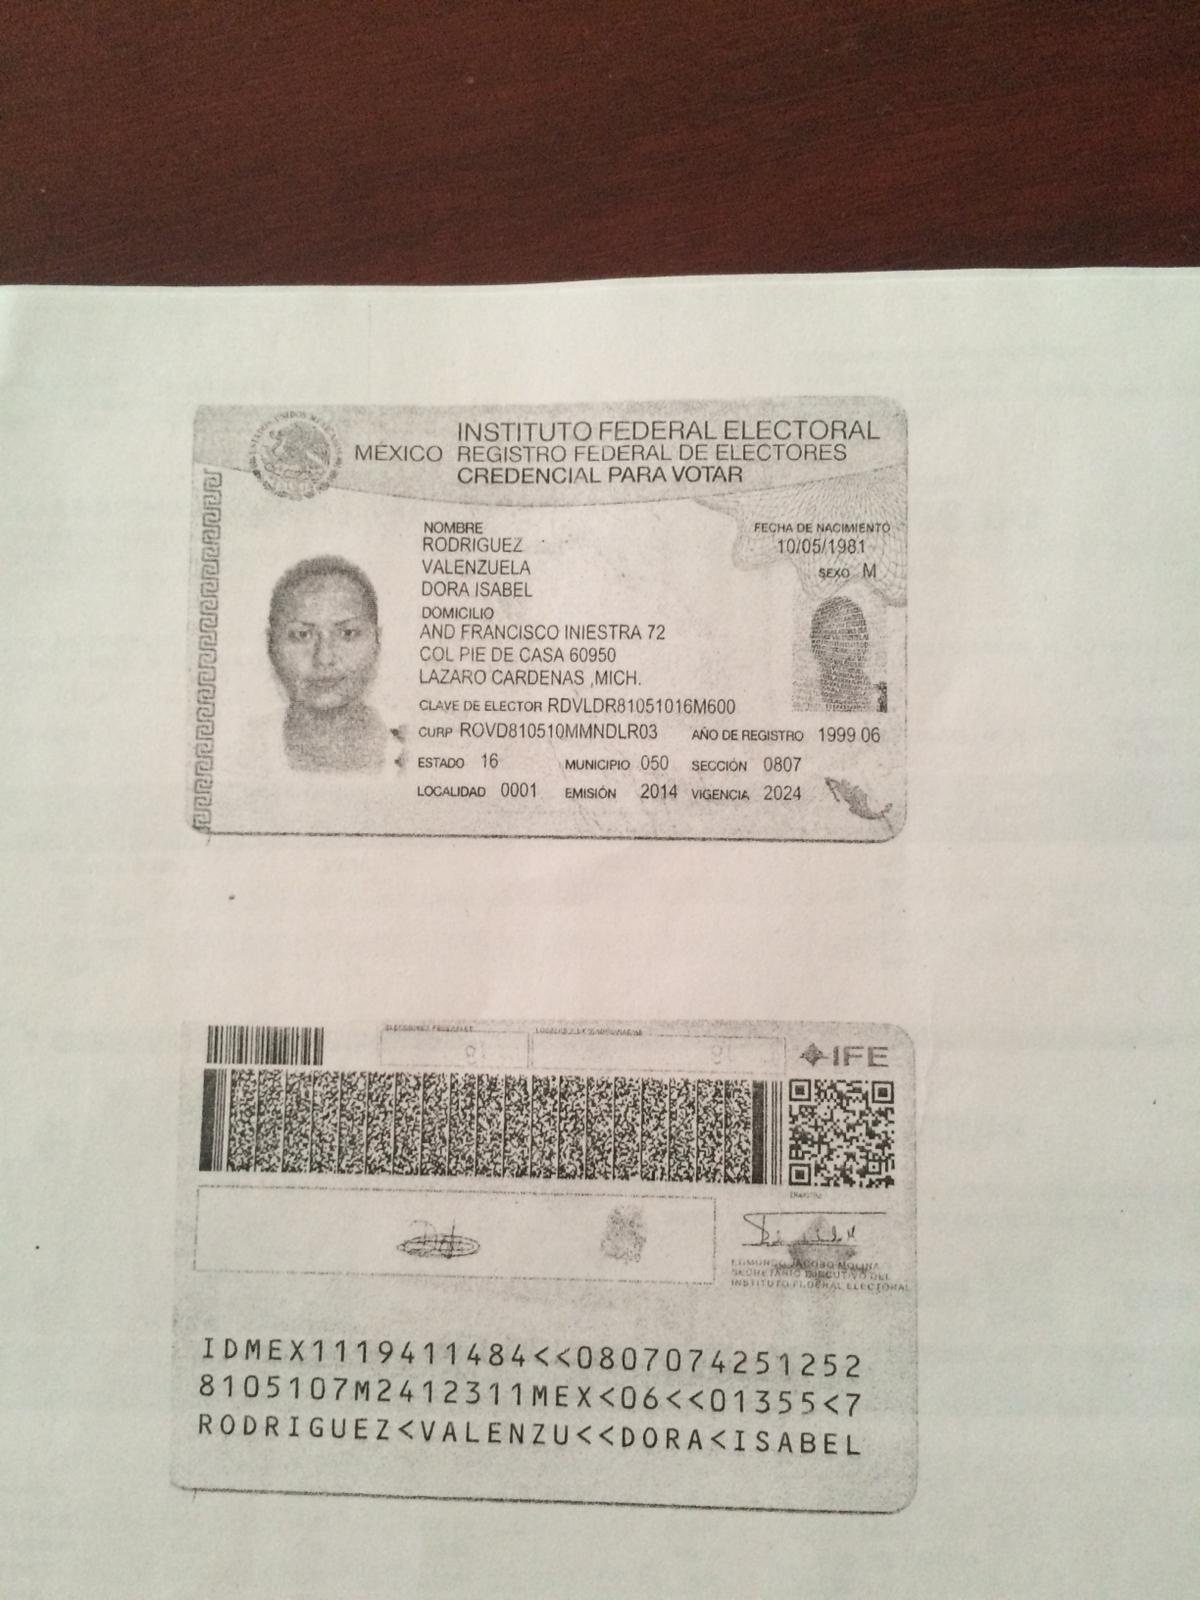 INSTITUTO FEDERAL ELECTORAL
MÉXICO REGISTRO FEDERAL DE ELECTORES
CREDENCIAL PARA VOTAR
NOMBRE
RODRIGUEZ
VALENZUELA
DORA ISABEL
FECHA DE NACIMIENTO
10/05/1981
SEXO M
DOMICILIO
AND FRANCISCO INIESTRA 72
COL PIE DE CASA 60950
LAZARO CARDENAS ,MICH.
CLAVE DE ELECTOR RDVLDR81051016M600
CURP ROVD810510MMNDLR03 AÑO DE REGISTRO 1999 06
ESTADO 16 MUNICIPIO 050 SECCIÓN 0807
LOCALIDAD 0001 EMISIÓN 2014 VIGENCIA 2024
ELECCIONES FEDERALES
IFE
EDMUNDO JACOBO MOLINA
SECRETARIO EJECUTIVO DEL
INSTITUTO FEDERAL ELECTORAL
IDMEX1119411484<<0807074251252
8105107M2412311MEX<06<<01355<7
RODRIGUEZ<VALENZU<<DORA<ISABEL